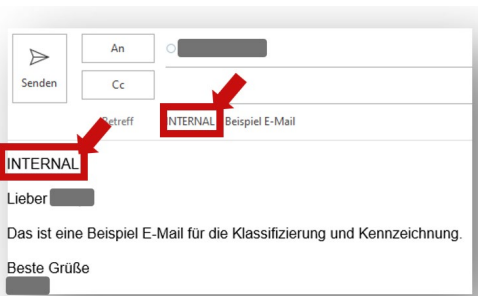 An
Senden
Cc
Betreff INTERNAL Beispiel E-Mail
INTERNAL
Lieber
Das ist eine Beispiel E-Mail für die Klassifizierung und Kennzeichnung.
Beste Grüße